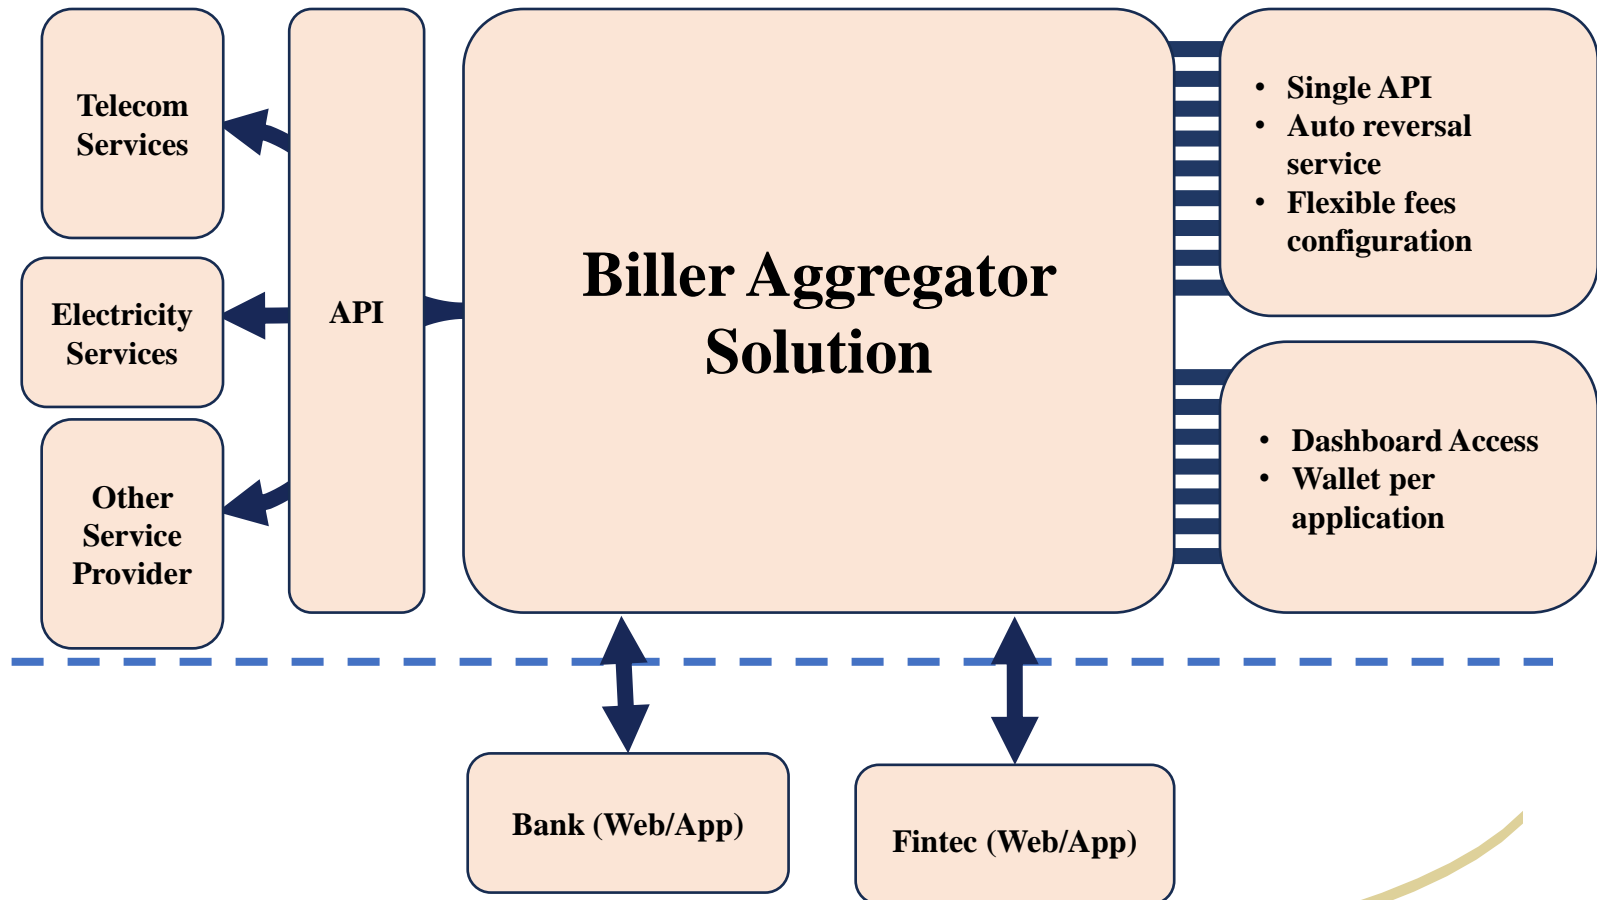 Telecom
Services
Electricity
Services
Other
Service
Provider
API
Biller Aggregator
Solution
• Single API
• Auto reversal
service
• Flexible fees
configuration
• Dashboard Access
• Wallet per
application
Bank (Web/App)
Fintec (Web/App)